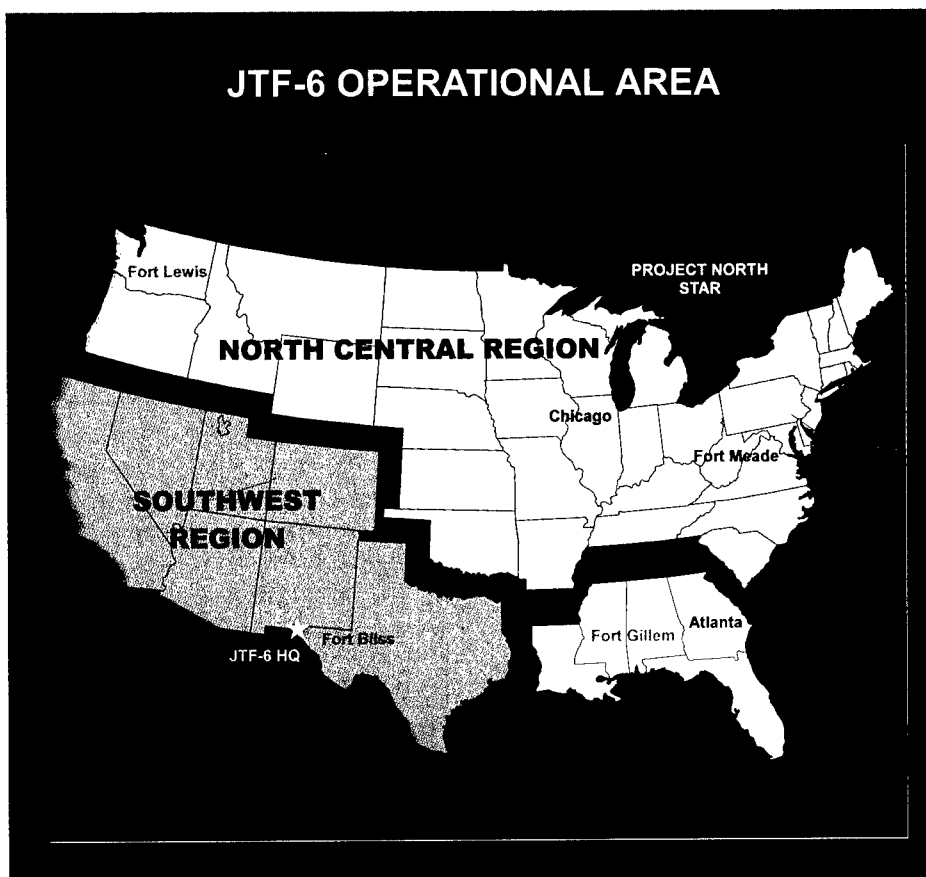 JTF-6 OPERATIONAL AREA
PROJECT NORTH
STAR
Fort Lewis
NORTH CENTRAL REGION
Chicago
Fort Meade
SOUTHWEST
REGION
Fort Gillem
Atlanta
Fort Bliss
JTF-6 HQ